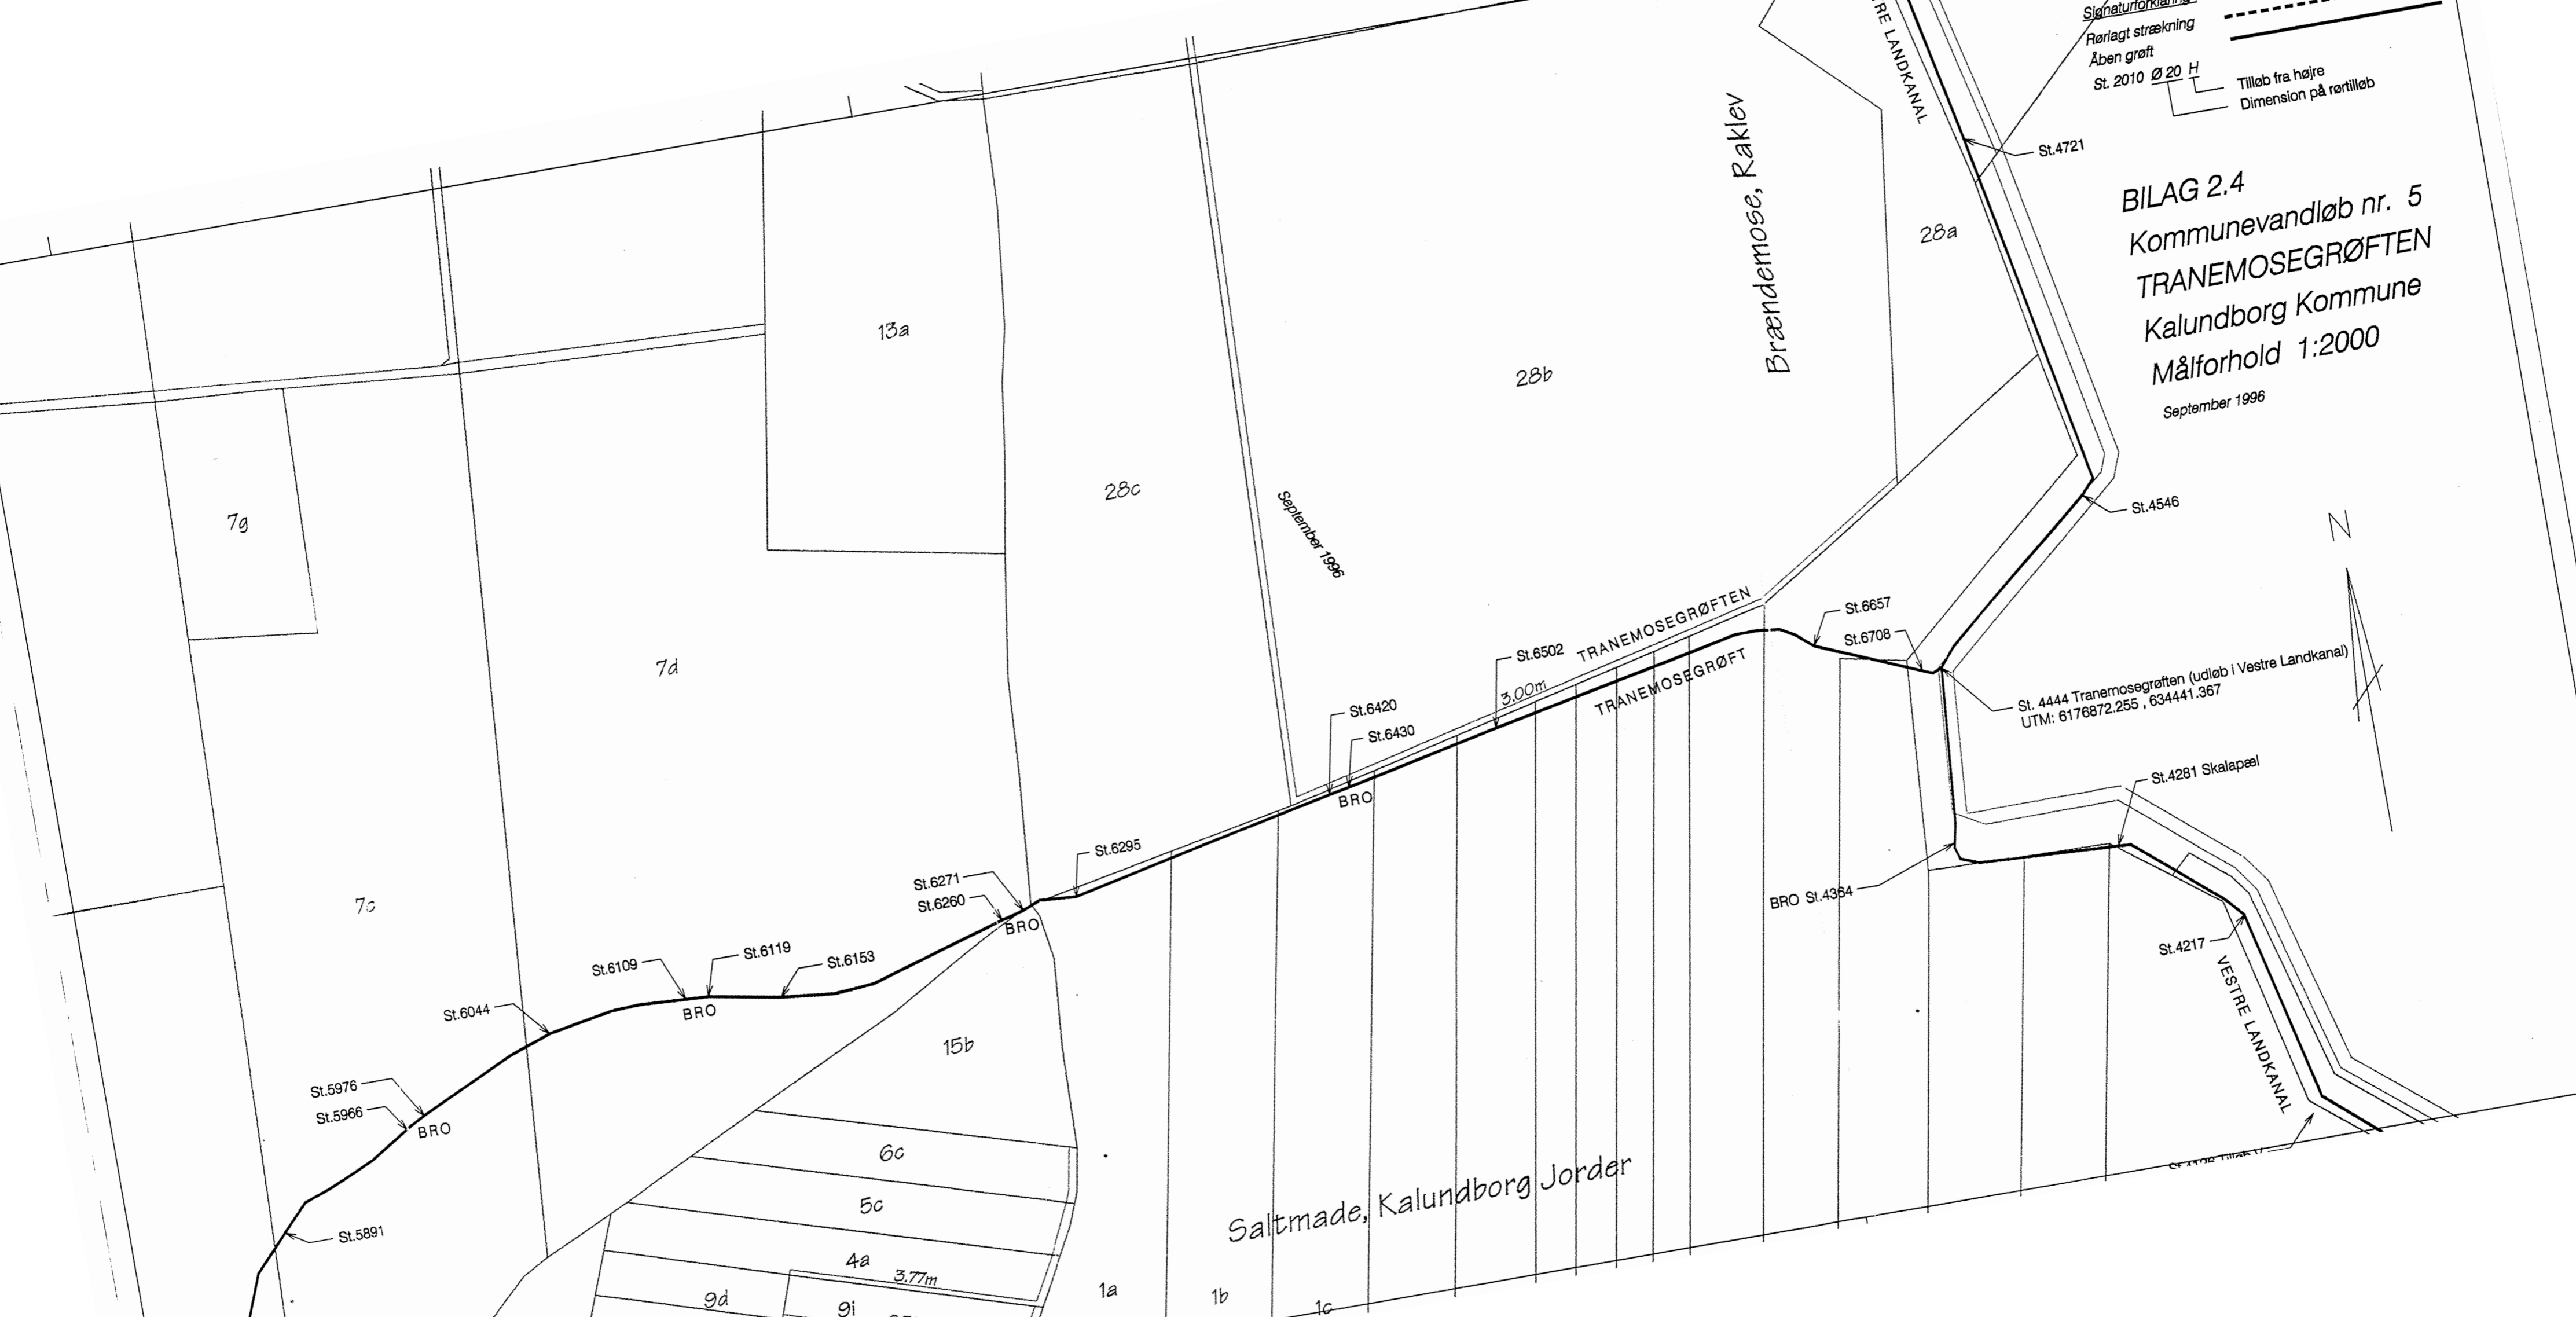 Signaturforklaring
Rørlagt strækning
Åben grøft
St. 2010 Ø 20 H
Tilløb fra højre
Dimension på rørtilløb
BILAG 2.4
Kommunevandløb nr. 5
TRANEMOSEGRØFTEN
Kalundborg Kommune
Målforhold 1:2000
September 1996
N
LANDKANAL
St.4721
28a
Brændemose, Raklev
28b
13a
28c
September 1996
7g
7d
7c
St.4546
St.6657
St.6708
St. 4444 Tranemosegrøften (udløb i Vestre Landkanal)
UTM: 6176872.255 , 634441.367
TRANEMOSEGRØFTEN
TRANEMOSEGRØFT
3.00m
St.6502
St.6420
St.6430
BRO
St.6295
St.6271
St.6260
BRO
St.6153
St.6119
St.6109
BRO
St.6044
St.5976
St.5966
BRO
St.5891
St.4281 Skalapæl
BRO St.4364
St.4217
VESTRE LANDKANAL
15b
6c
5c
4a
3.77m
9d
9i
1a
1b
1c
Saltmade, Kalundborg Jorder